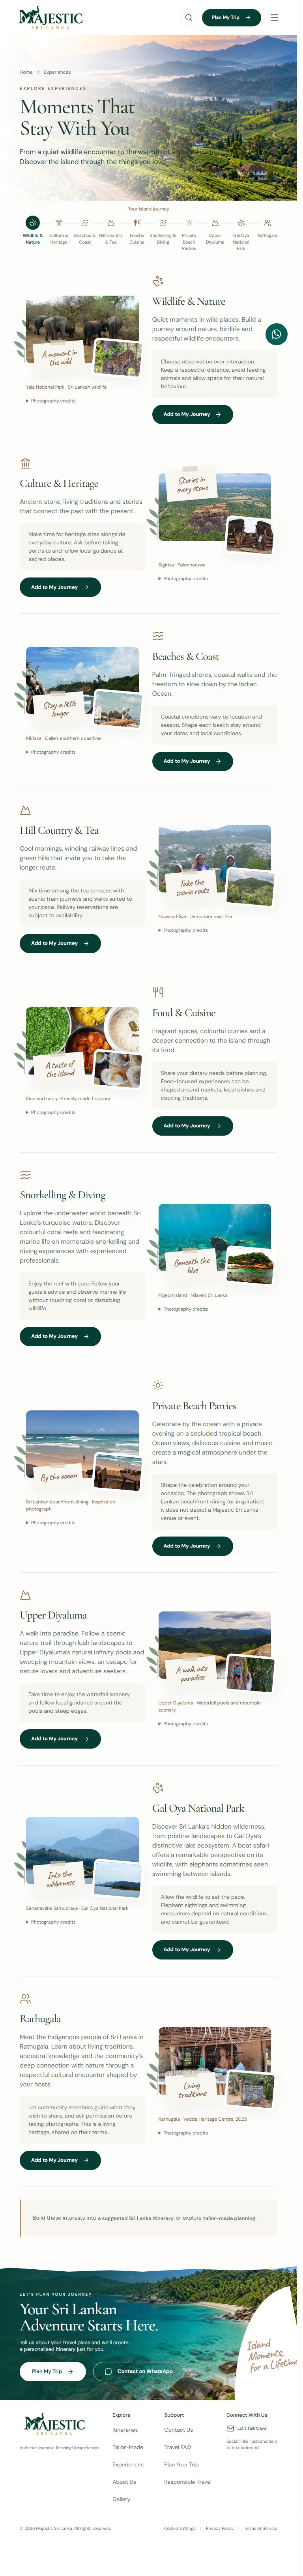 MAJESTIC
SRI LANKA
Plan My Trip
Home / Experiences
EXPLORE EXPERIENCES
Moments That
Stay With You
From a quiet wildlife encounter to the warmth of
Discover the island through the things you love.
Your island journey
Wildlife &
Nature
Culture &
Heritage
Beaches &
Coast
Hill Country
& Tea
Food &
Cuisine
Snorkelling &
Diving
Private
Beach
Parties
Upper
Diyaluma
Gal Oya
National
Park
Rathugala
A moment in
the wild
Yala National Park · Sri Lankan wildlife
▶ Photography credits
Wildlife & Nature
Quiet moments in wild places. Build a
journey around nature, birdlife and
respectful wildlife encounters.
Choose observation over interaction.
Keep a respectful distance, avoid feeding
animals and allow space for their natural
behaviour.
Add to My Journey
Culture & Heritage
Ancient stone, living traditions and stories
that connect the past with the present.
Make time for heritage sites alongside
everyday culture. Ask before taking
portraits and follow local guidance at
sacred places.
Add to My Journey
Stories in
every stone
Sigiriya · Polonnaruwa
▶ Photography credits
Stay a little
longer
Mirissa · Galle's southern coastline
▶ Photography credits
Beaches & Coast
Palm-fringed shores, coastal walks and the
freedom to slow down by the Indian
Ocean.
Coastal conditions vary by location and
season. Shape each beach stay around
your dates and local conditions.
Add to My Journey
Hill Country & Tea
Cool mornings, winding railway lines and
green hills that invite you to take the
longer route.
Mix time among the tea terraces with
scenic train journeys and walks suited to
your pace. Railway reservations are
subject to availability.
Add to My Journey
Take the
scenic route
Nuwara Eliya · Demodara near Ella
▶ Photography credits
A taste of
the island
Rice and curry · Freshly made hoppers
▶ Photography credits
Food & Cuisine
Fragrant spices, colourful curries and a
deeper connection to the island through
its food.
Share your dietary needs before planning.
Food-focused experiences can be
shaped around markets, local dishes and
cooking traditions.
Add to My Journey
Snorkelling & Diving
Explore the underwater world beneath Sri
Lanka's turquoise waters. Discover
colourful coral reefs and fascinating
marine life on memorable snorkelling and
diving experiences with experienced
professionals.
Enjoy the reef with care. Follow your
guide's advice and observe marine life
without touching coral or disturbing
wildlife.
Add to My Journey
Beneath the
blue
Pigeon Island · Nilaveli, Sri Lanka
▶ Photography credits
By the ocean
Sri Lankan beachfront dining · Inspiration
photograph
▶ Photography credits
Private Beach Parties
Celebrate by the ocean with a private
evening on a secluded tropical beach.
Ocean views, delicious cuisine and music
create a magical atmosphere under the
stars.
Shape the celebration around your
occasion. The photograph shows Sri
Lankan beachfront dining for inspiration;
it does not depict a Majestic Sri Lanka
venue or event.
Add to My Journey
Upper Diyaluma
A walk into paradise. Follow a scenic
nature trail through lush landscapes to
Upper Diyaluma's natural infinity pools and
sweeping mountain views, an escape for
nature lovers and adventure seekers.
Take time to enjoy the waterfall scenery
and follow local guidance around the
pools and steep edges.
Add to My Journey
A walk into
paradise
Upper Diyaluma · Waterfall pools and mountain
scenery
▶ Photography credits
Into the
wilderness
Senanayake Samudraya · Gal Oya National Park
▶ Photography credits
Gal Oya National Park
Discover Sri Lanka's hidden wilderness,
from pristine landscapes to Gal Oya's
distinctive lake ecosystem. A boat safari
offers a remarkable perspective on its
wildlife, with elephants sometimes seen
swimming between islands.
Allow the wildlife to set the pace.
Elephant sightings and swimming
encounters depend on natural conditions
and cannot be guaranteed.
Add to My Journey
Rathugala
Meet the Indigenous people of Sri Lanka in
Rathugala. Learn about living traditions,
ancestral knowledge and the community's
deep connection with nature through a
respectful cultural encounter shaped by
your hosts.
Let community members guide what they
wish to share, and ask permission before
taking photographs. This is a living
heritage, shared on their terms.
Add to My Journey
Living
traditions
Rathugala · Vedda Heritage Centre, 2025
▶ Photography credits
Build these interests into a suggested Sri Lanka itinerary, or explore tailor-made planning.
LET'S PLAN YOUR JOURNEY
Your Sri Lankan
Adventure Starts Here.
Tell us about your travel plans and we'll create
a personalised itinerary just for you.
Plan My Trip
Contact on WhatsApp
Island
Moments,
for a Lifetime
MAJESTIC
SRI LANKA
Authentic journeys. Meaningful experiences.
Explore
Itineraries
Tailor-Made
Experiences
About Us
Gallery
Support
Contact Us
Travel FAQ
Plan Your Trip
Responsible Travel
Connect With Us
Let's talk travel
Social links · placeholders
to be confirmed.
© 2026 Majestic Sri Lanka. All rights reserved.
Cookie Settings | Privacy Policy | Terms of Service